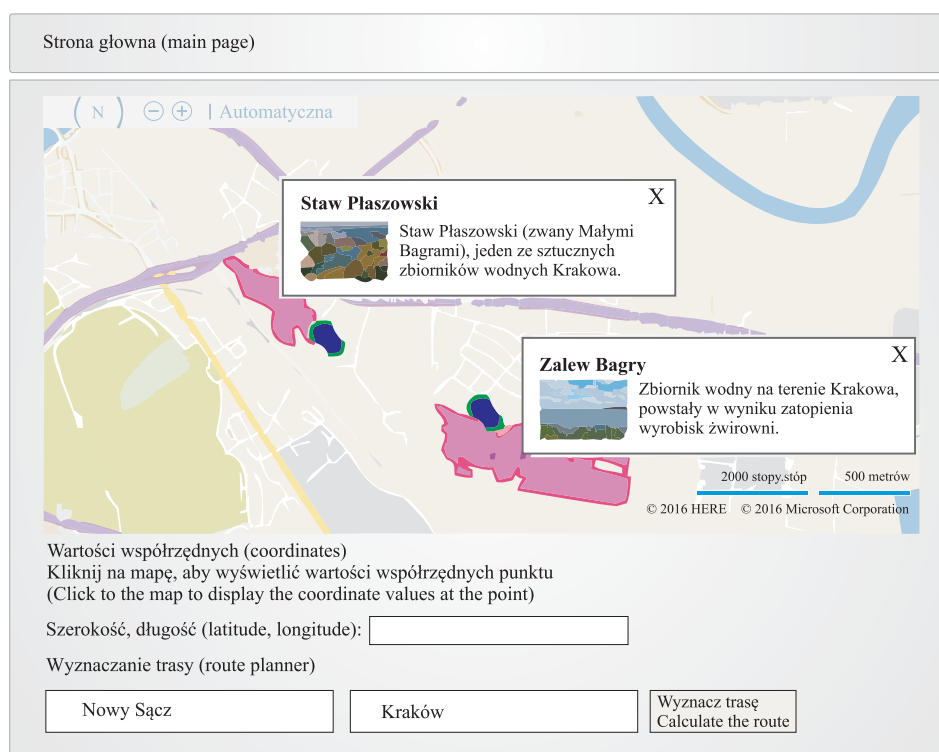 Strona głowna (main page)
N
Automatyczna
Staw Płaszowski
X
Staw Płaszowski (zwany Małymi
Bagrami), jeden ze sztucznych
zbiorników wodnych Krakowa.
Zalew Bagry
X
Zbiornik wodny na terenie Krakowa,
powstały w wyniku zatopienia
wyrobisk żwirowni.
2000 stopy.stóp
500 metrów
© 2016 HERE © 2016 Microsoft Corporation
Wartości współrzędnych (coordinates)
Kliknij na mapę, aby wyświetlić wartości współrzędnych punktu
(Click to the map to display the coordinate values at the point)
Szerokość, długość (latitude, longitude):
Wyznaczanie trasy (route planner)
Nowy Sącz
Kraków
Wyznacz trasę
Calculate the route